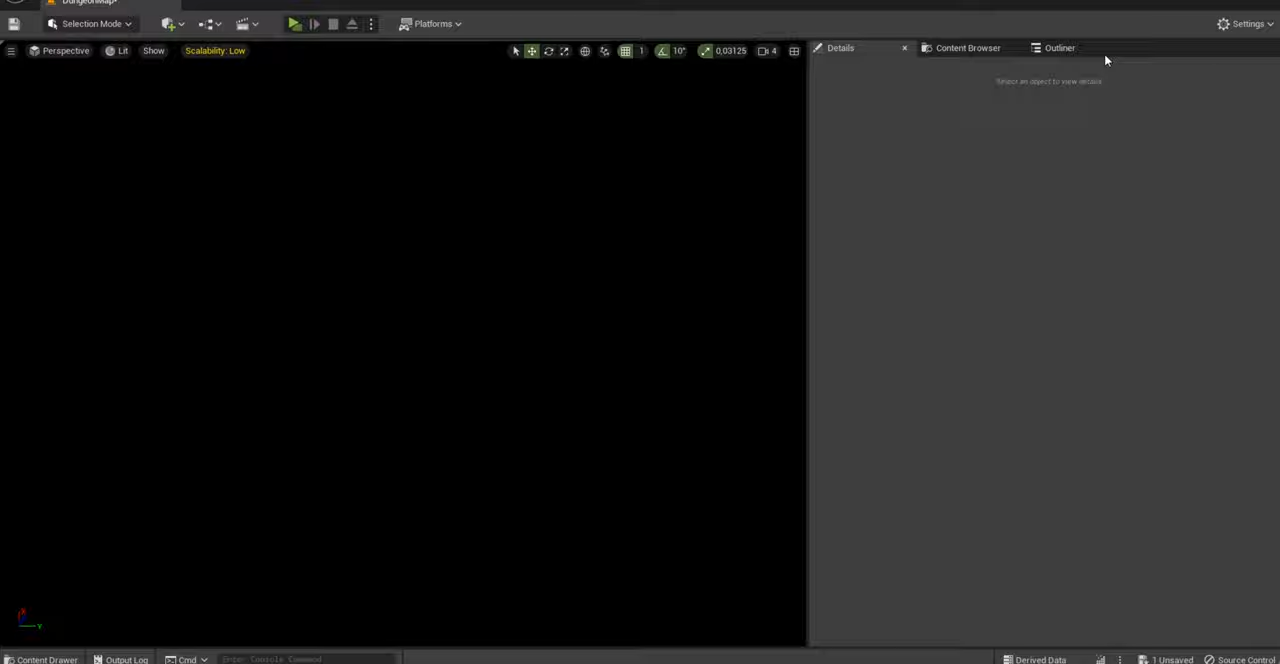 DungeonMap*
Selection Mode
Platforms
Settings
Perspective
Lit
Show
Scalability: Low
1
10°
0,03125
4
Details
Content Browser
Outliner
Select an object to view details.
X
Y
Content Drawer
Output Log
Cmd
Enter Console Command
Derived Data
1 Unsaved
Source Control